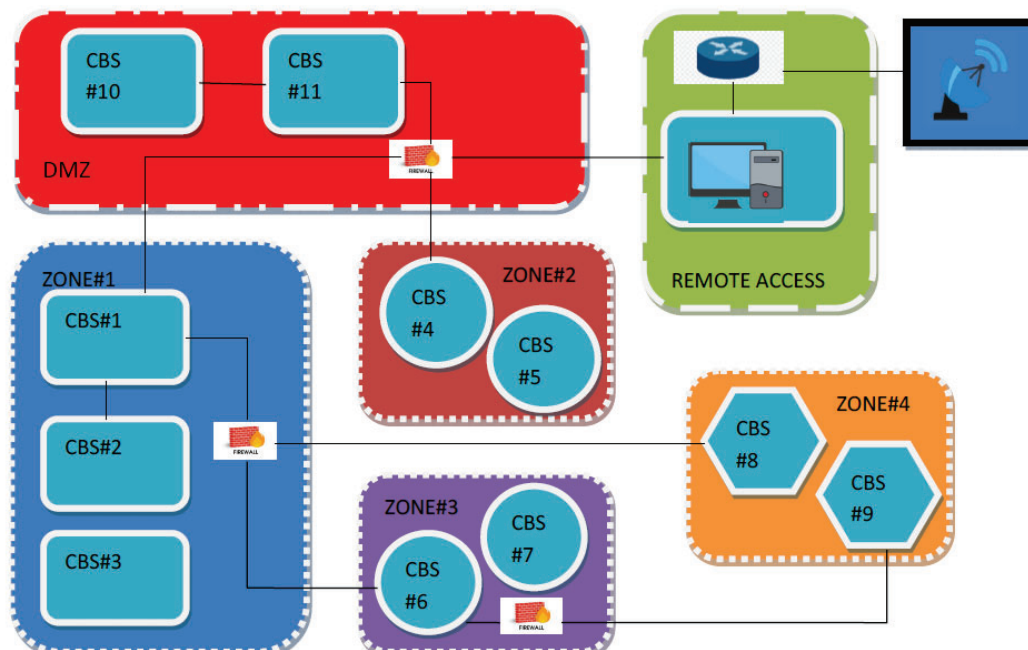 CBS
#10
CBS
#11
FIREWALL
DMZ
REMOTE ACCESS
ZONE#1
CBS#1
CBS#2
CBS#3
FIREWALL
ZONE#2
CBS
#4
CBS
#5
ZONE#3
CBS
#6
CBS
#7
FIREWALL
ZONE#4
CBS
#8
CBS
#9